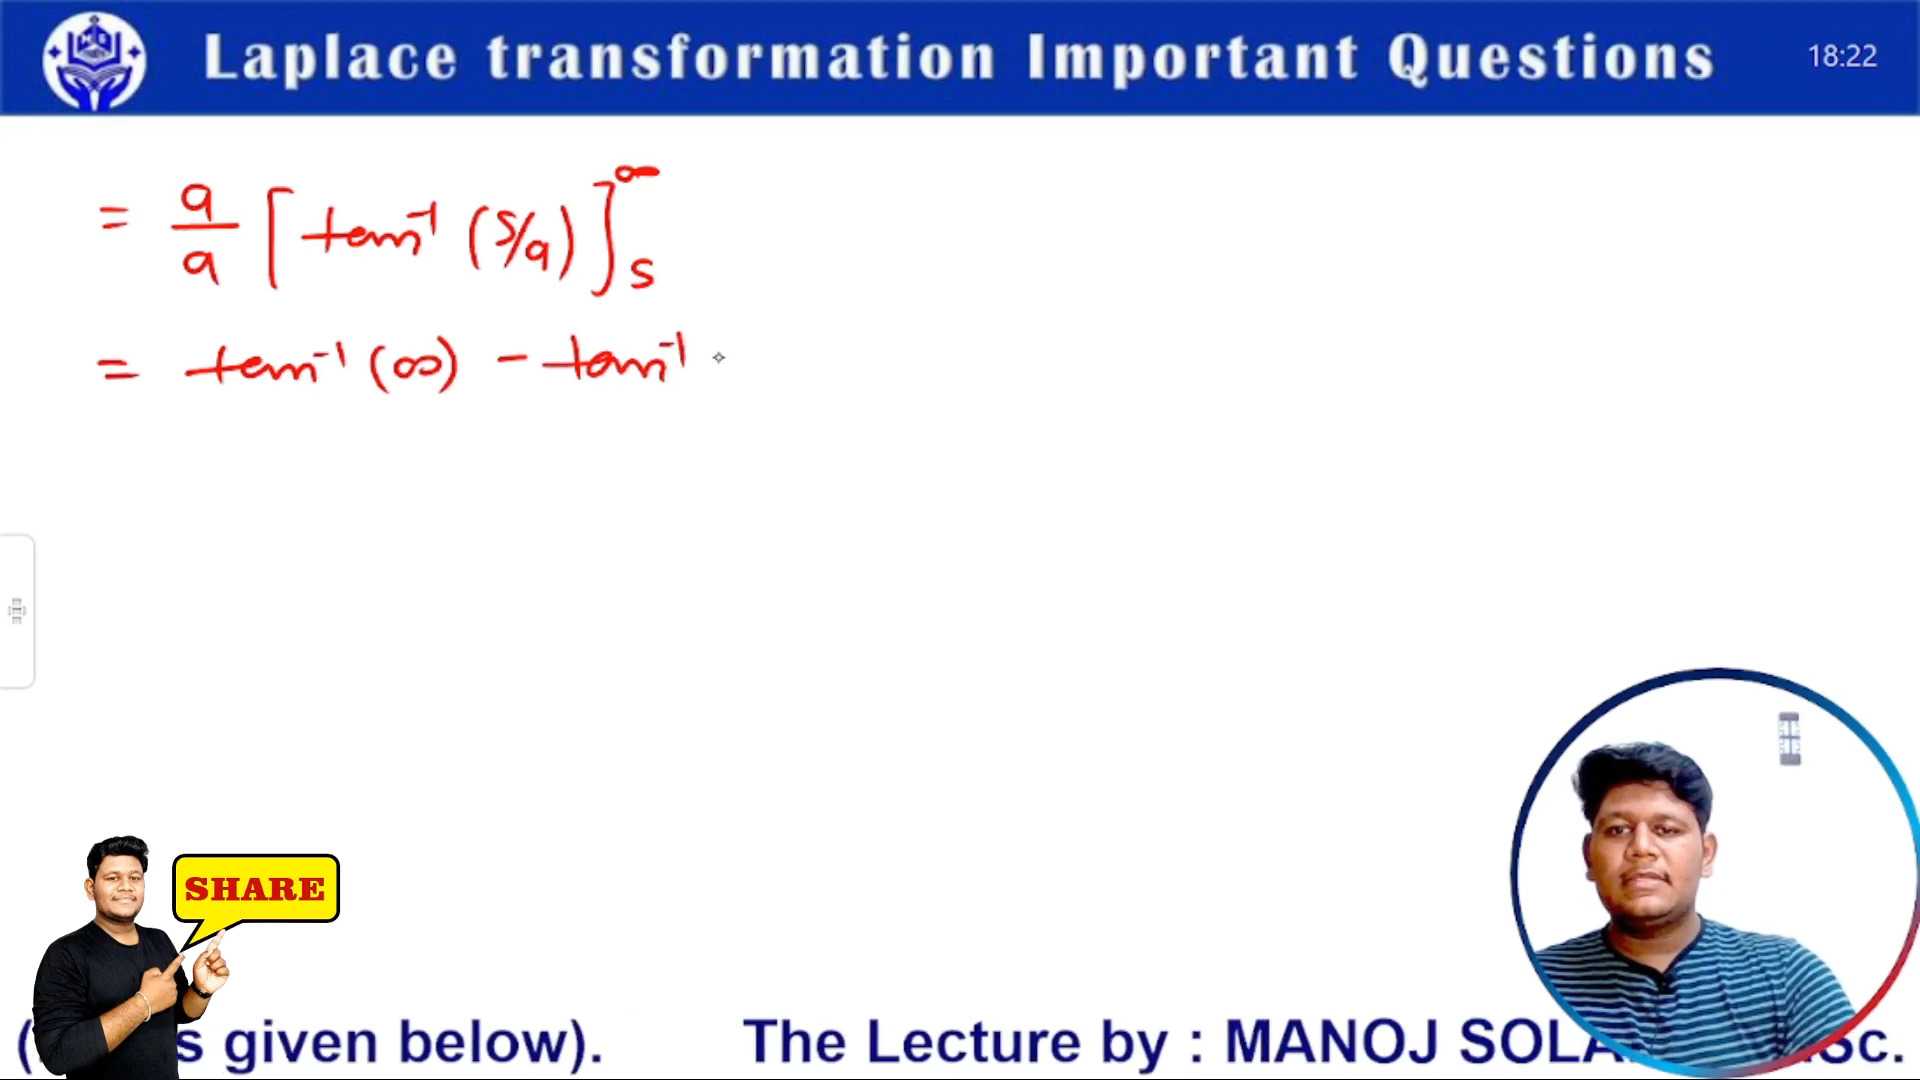 Laplace transformation Important Questions
18:22
= a/a [tan⁻¹ (s/a)]ₛ^∞
= tan⁻¹ (∞) − tan⁻¹
SHARE
s given below). The Lecture by : MANOJ SOLA